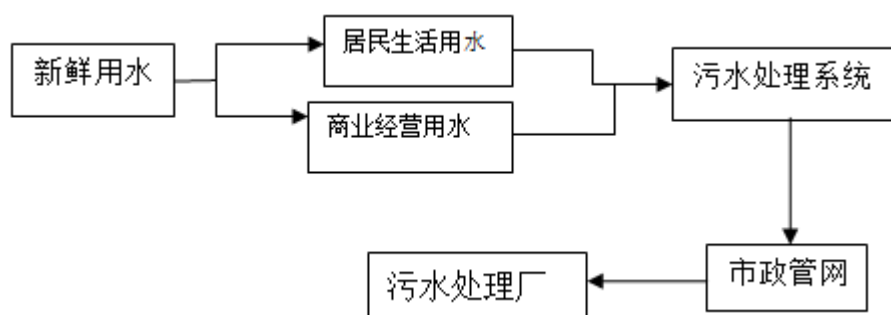 新鲜用水
居民生活用水
商业经营用水
污水处理系统
市政管网
污水处理厂